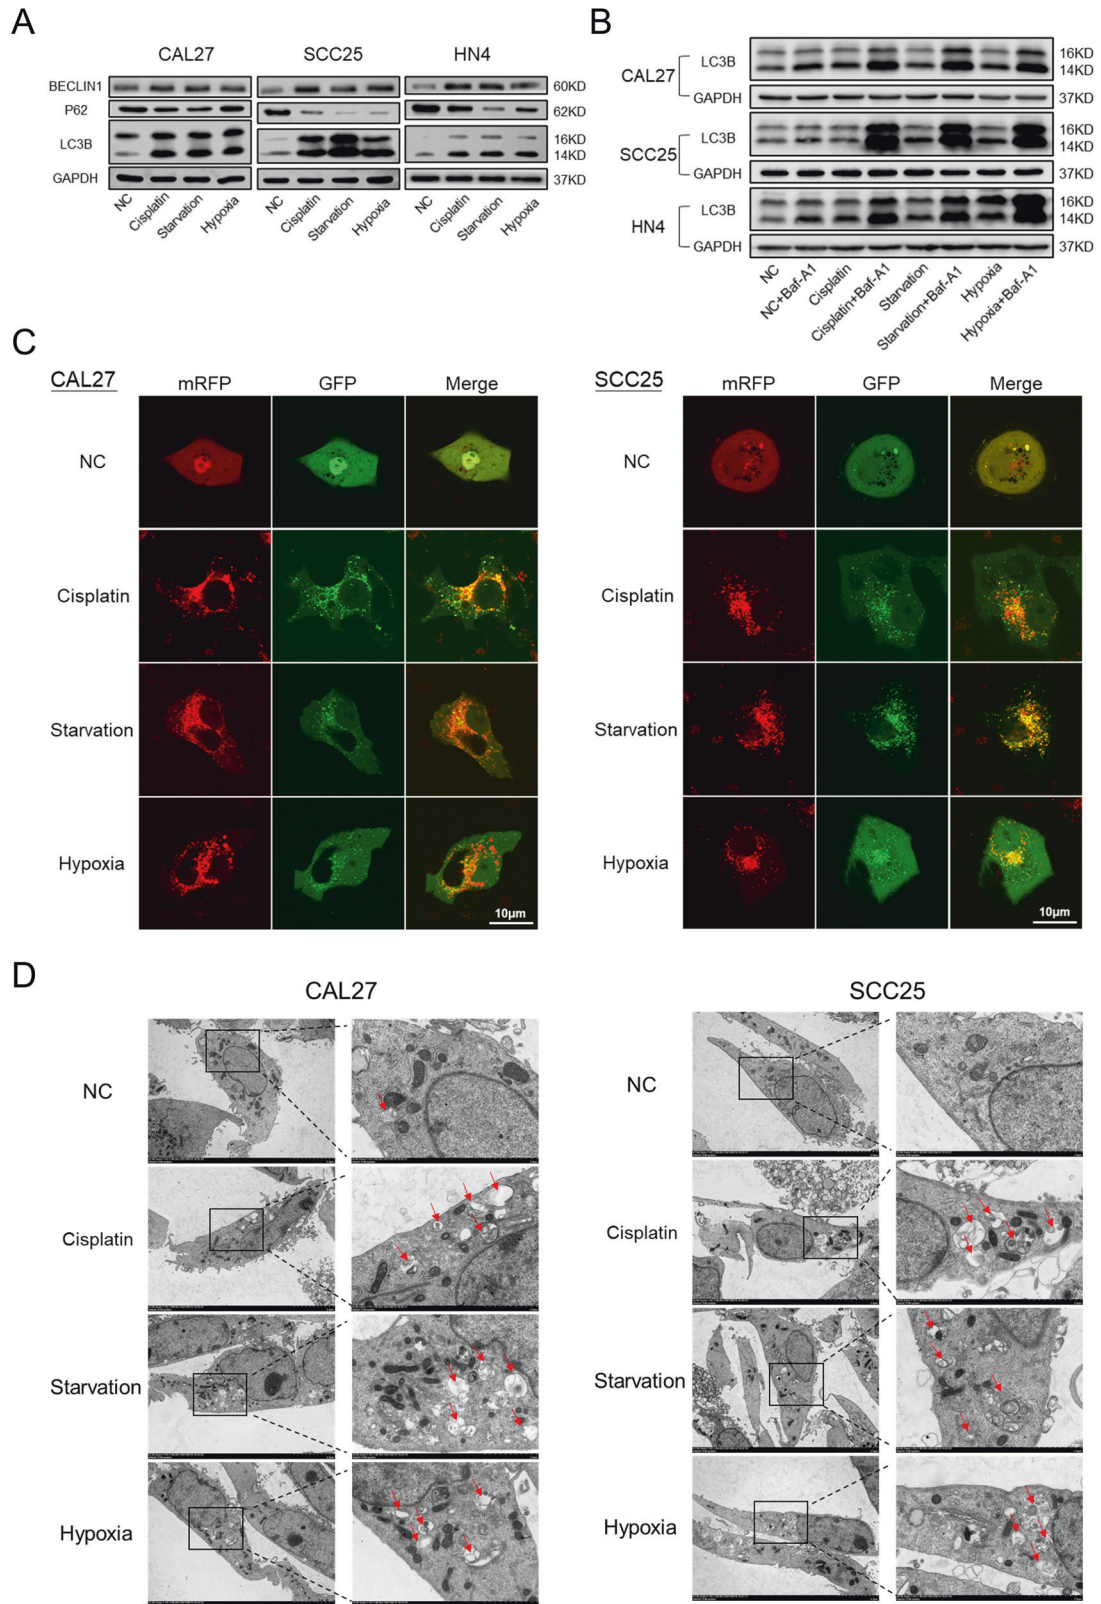 A
CAL27 SCC25 HN4
BECLIN1 60KD
P62 62KD
LC3B 16KD
14KD
GAPDH 37KD
NC Cisplatin Starvation Hypoxia NC Cisplatin Starvation Hypoxia NC Cisplatin Starvation Hypoxia
B
CAL27 LC3B 16KD
14KD
GAPDH 37KD
SCC25 LC3B 16KD
14KD
GAPDH 37KD
HN4 LC3B 16KD
14KD
GAPDH 37KD
NC NC+Baf-A1 Cisplatin Cisplatin+Baf-A1 Starvation Starvation+Baf-A1 Hypoxia Hypoxia+Baf-A1
C
CAL27 mRFP GFP Merge
NC
Cisplatin
Starvation
Hypoxia
10μm
SCC25 mRFP GFP Merge
NC
Cisplatin
Starvation
Hypoxia
10μm
D
CAL27
NC
Cisplatin
Starvation
Hypoxia
SCC25
NC
Cisplatin
Starvation
Hypoxia